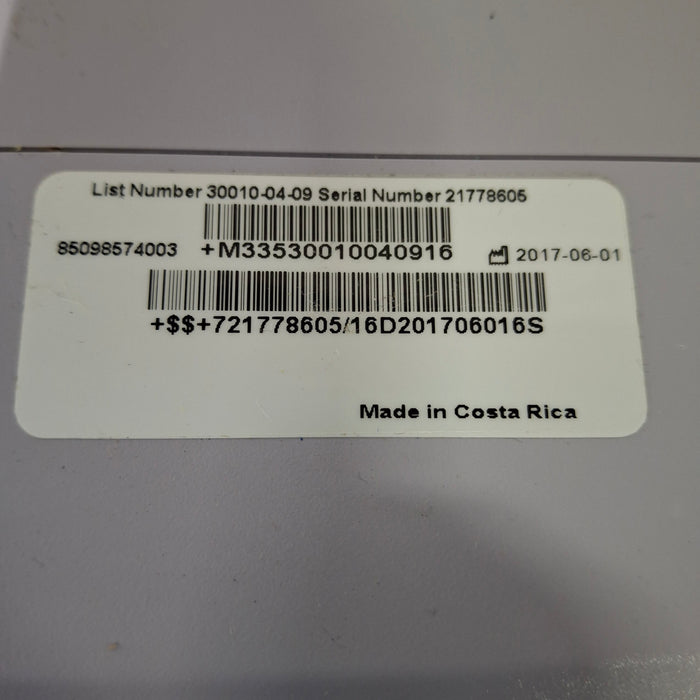 List Number 30010-04-09 Serial Number 21778605
85098574003 +M33530010040916 2017-06-01
+$$+721778605/16D201706016S
Made in Costa Rica